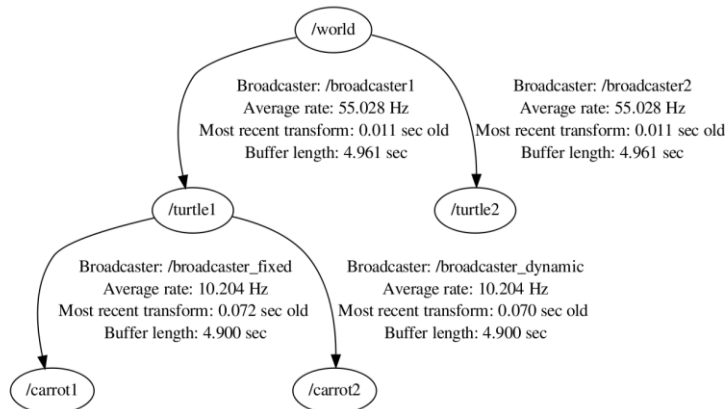 /world
Broadcaster: /broadcaster1
Average rate: 55.028 Hz
Most recent transform: 0.011 sec old
Buffer length: 4.961 sec
Broadcaster: /broadcaster2
Average rate: 55.028 Hz
Most recent transform: 0.011 sec old
Buffer length: 4.961 sec
/turtle1
/turtle2
Broadcaster: /broadcaster_fixed
Average rate: 10.204 Hz
Most recent transform: 0.072 sec old
Buffer length: 4.900 sec
Broadcaster: /broadcaster_dynamic
Average rate: 10.204 Hz
Most recent transform: 0.070 sec old
Buffer length: 4.900 sec
/carrot1
/carrot2